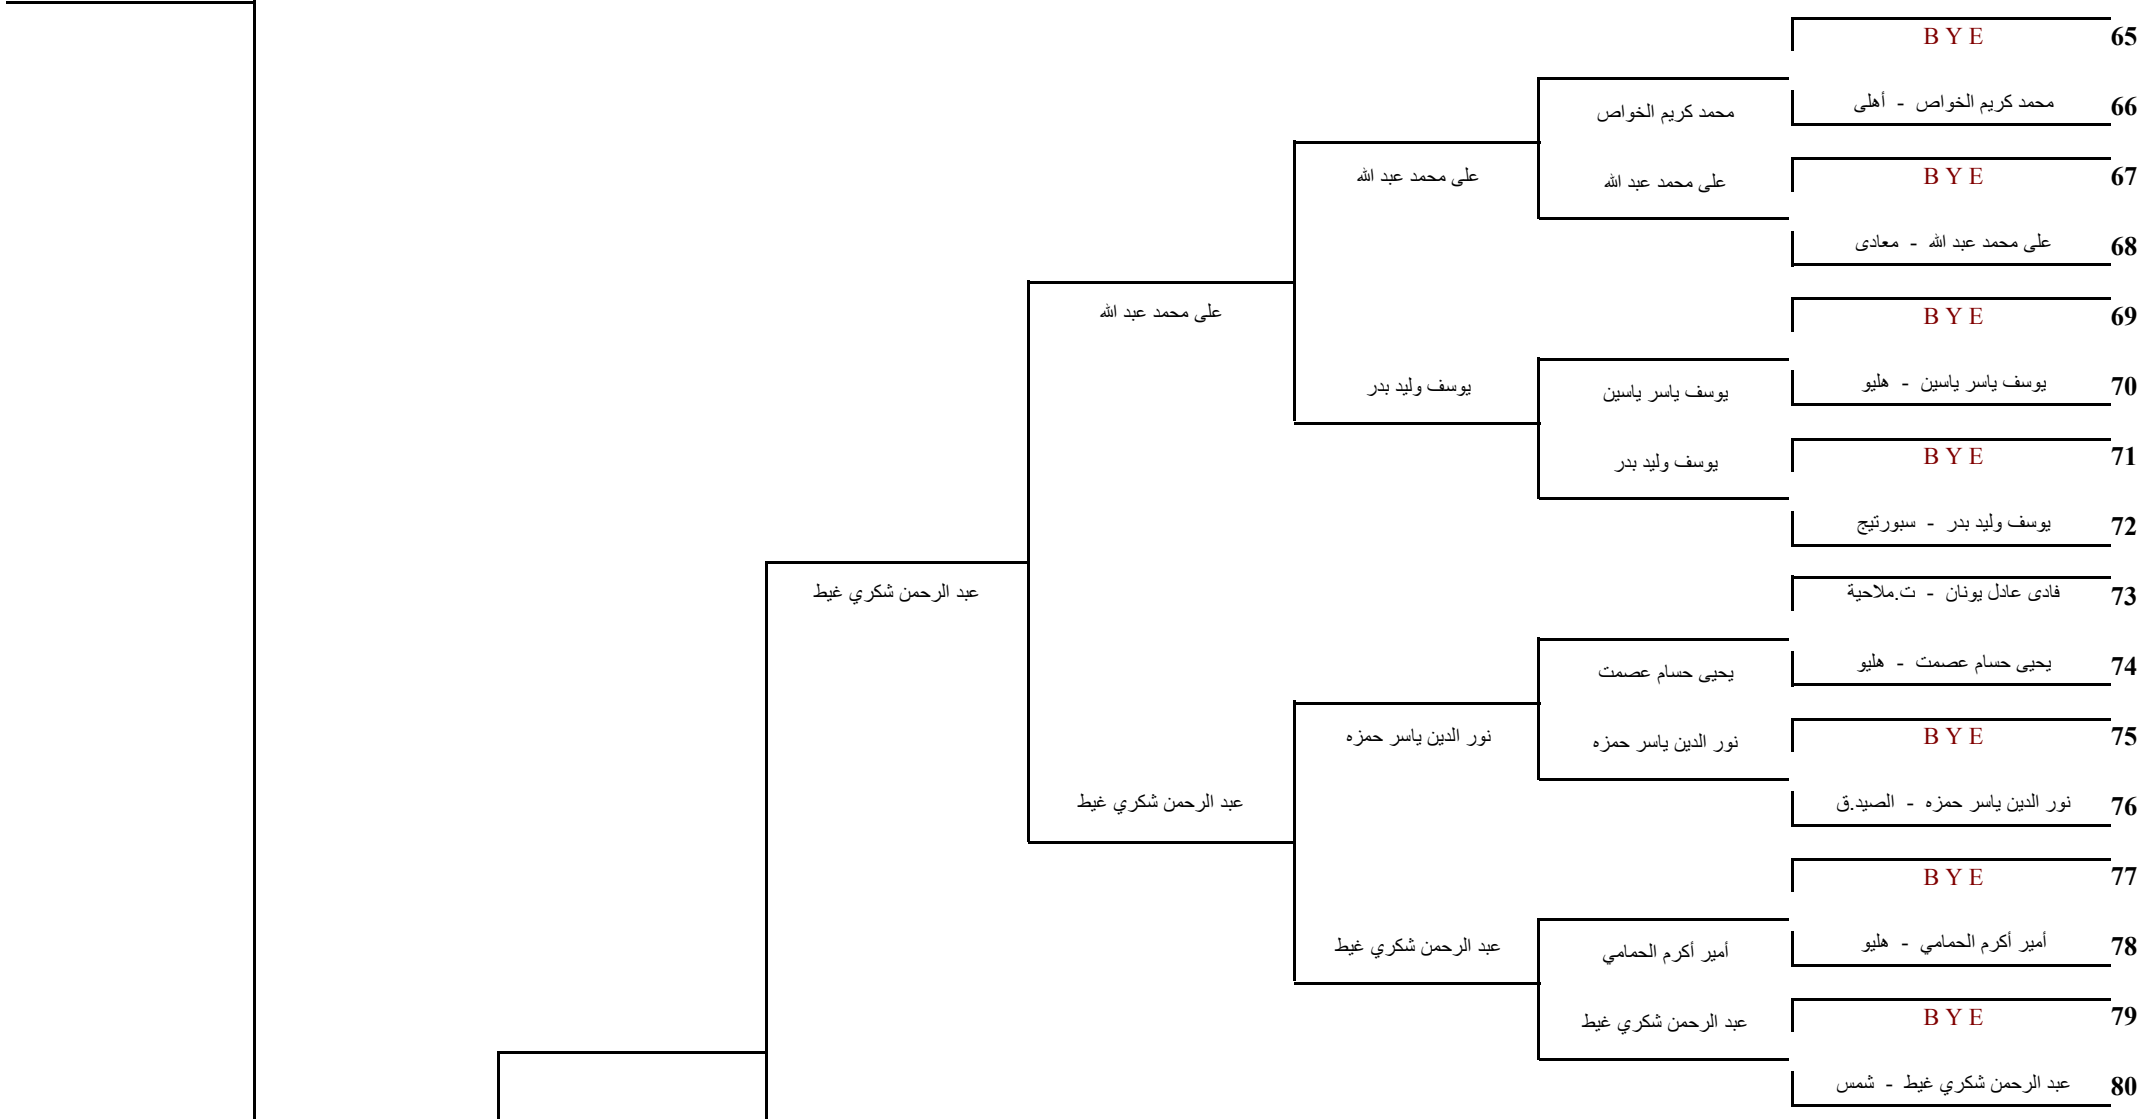 65 B Y E
66 محمد كريم الخواص - أهلى
محمد كريم الخواص
67 B Y E
على محمد عبد الله
على محمد عبد الله
68 على محمد عبد الله - معادى
69 B Y E
على محمد عبد الله
70 يوسف ياسر ياسين - هليو
يوسف ياسر ياسين
يوسف وليد بدر
71 B Y E
يوسف وليد بدر
72 يوسف وليد بدر - سبورتيج
73 فادى عادل يونان - ت.ملاحية
عبد الرحمن شكري غيط
74 يحيى حسام عصمت - هليو
يحيى حسام عصمت
75 B Y E
نور الدين ياسر حمزه
نور الدين ياسر حمزه
76 نور الدين ياسر حمزه - الصيد.ق
عبد الرحمن شكري غيط
77 B Y E
78 أمير أكرم الحمامي - هليو
أمير أكرم الحمامي
عبد الرحمن شكري غيط
79 B Y E
عبد الرحمن شكري غيط
80 عبد الرحمن شكري غيط - شمس